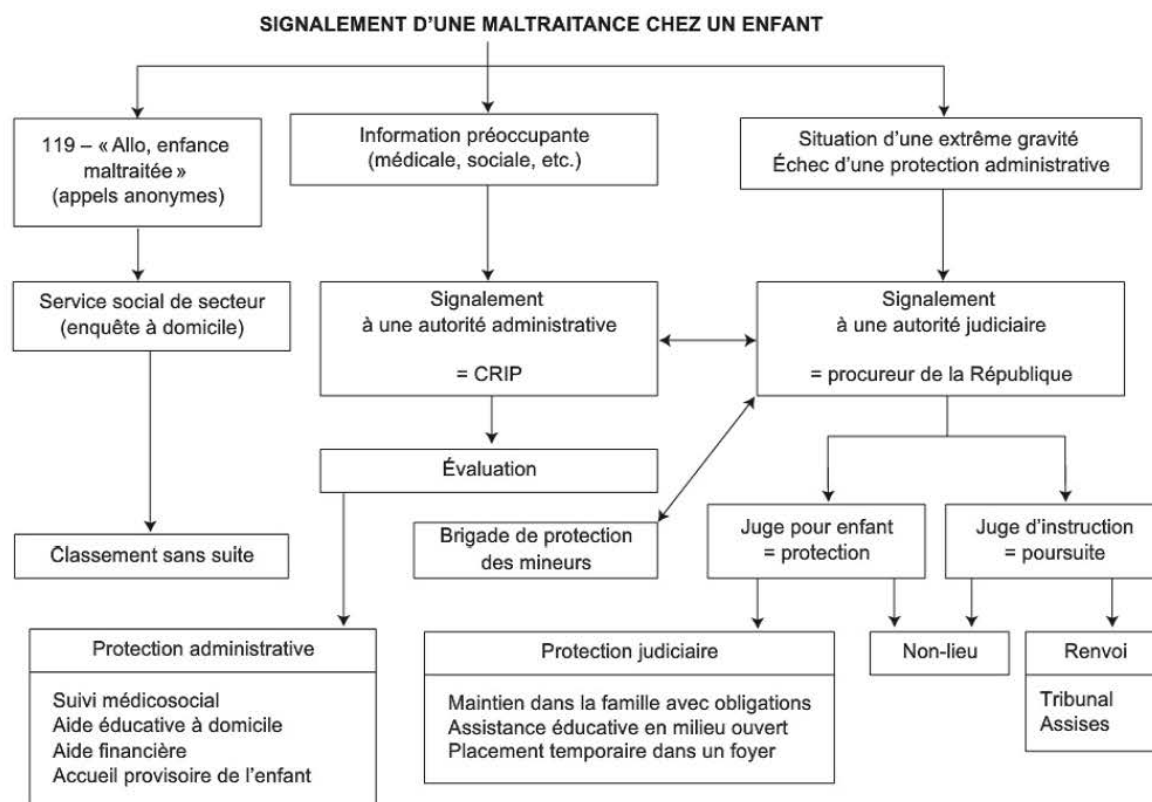 SIGNALEMENT D’UNE MALTRAITANCE CHEZ UN ENFANT
119 – « Allo, enfance
maltraitée »
(appels anonymes)
Information préoccupante
(médicale, sociale, etc.)
Situation d’une extrême gravité
Échec d’une protection administrative
Service social de secteur
(enquête à domicile)
Signalement
à une autorité administrative
= CRIP
Signalement
à une autorité judiciaire
= procureur de la République
Évaluation
Classement sans suite
Brigade de protection
des mineurs
Juge pour enfant
= protection
Juge d’instruction
= poursuite
Protection administrative
Suivi médicosocial
Aide éducative à domicile
Aide financière
Accueil provisoire de l’enfant
Protection judiciaire
Maintien dans la famille avec obligations
Assistance éducative en milieu ouvert
Placement temporaire dans un foyer
Non-lieu
Renvoi
Tribunal
Assises